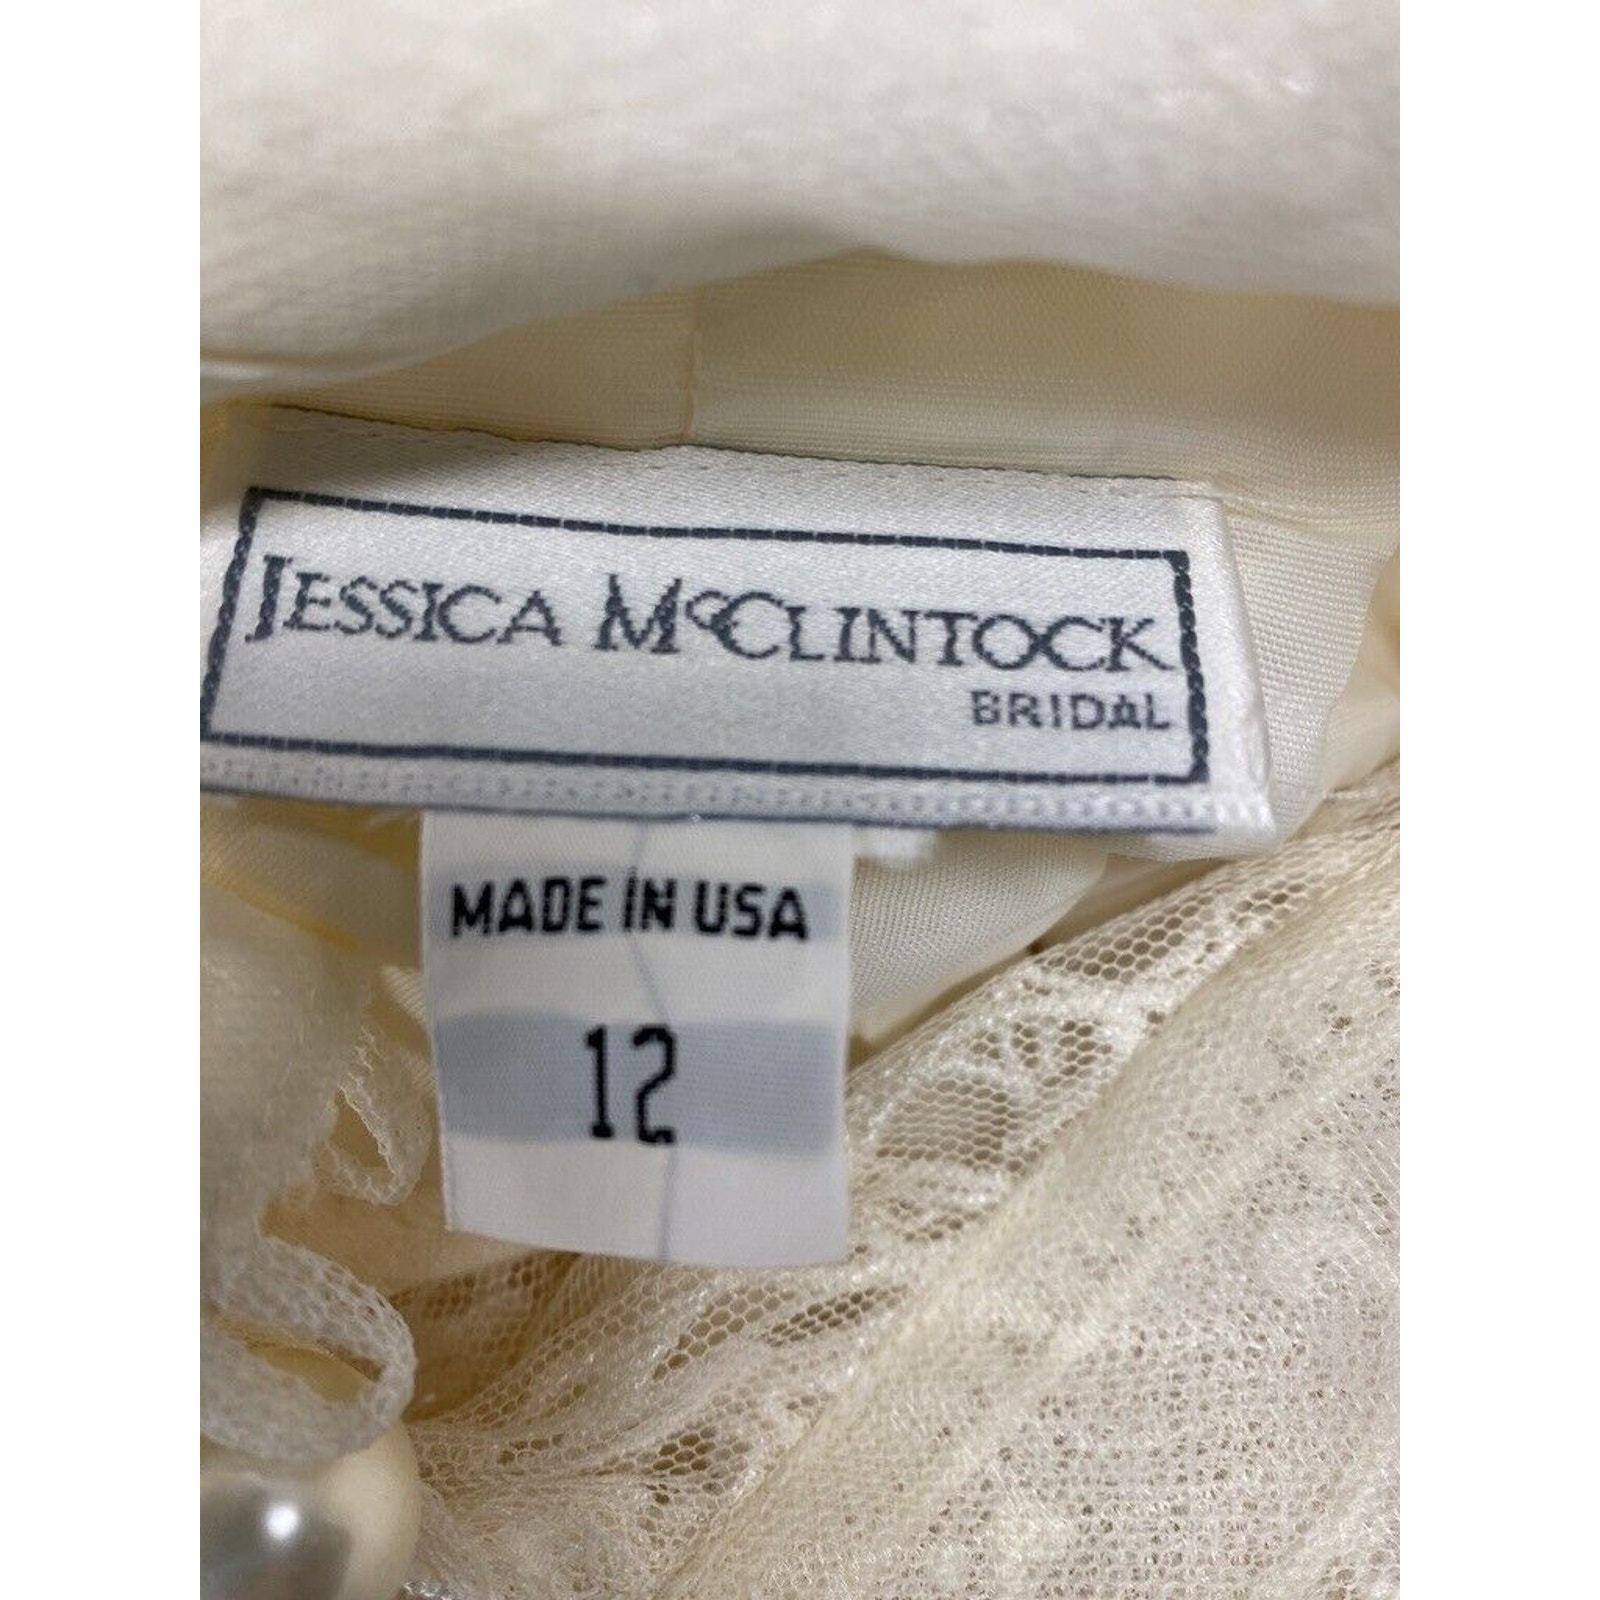 JESSICA McCLINTOCK
BRIDAL
MADE IN USA
12